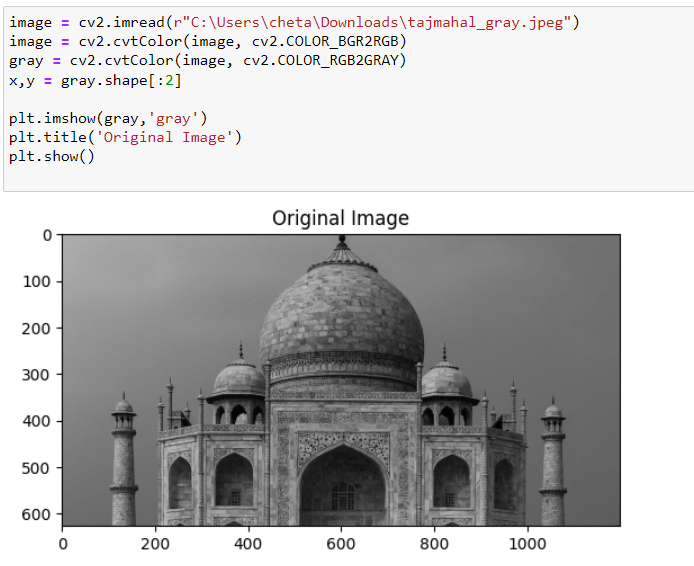 image = cv2.imread(r"C:\Users\cheta\Downloads\tajmahal_gray.jpeg")
image = cv2.cvtColor(image, cv2.COLOR_BGR2RGB)
gray = cv2.cvtColor(image, cv2.COLOR_RGB2GRAY)
x,y = gray.shape[:2]
plt.imshow(gray,'gray')
plt.title('Original Image')
plt.show()
Original Image
0
100
200
300
400
500
600
0 200 400 600 800 1000